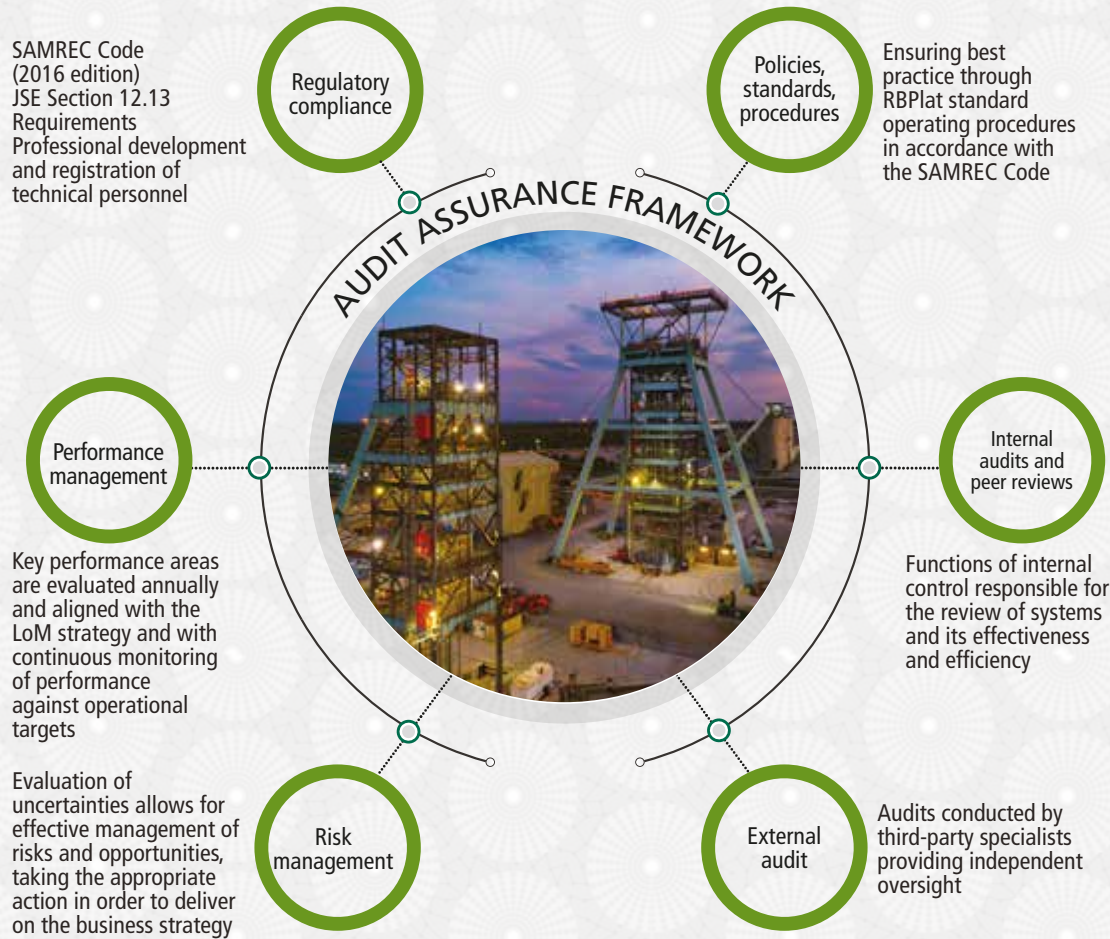 SAMREC Code
(2016 edition)
JSE Section 12.13
Requirements
Professional development
and registration of
technical personnel
Regulatory
compliance
Policies,
standards,
procedures
Ensuring best
practice through
RBPlat standard
operating procedures
in accordance with
the SAMREC Code
AUDIT ASSURANCE FRAMEWORK
Performance
management
Key performance areas
are evaluated annually
and aligned with the
LoM strategy and with
continuous monitoring
of performance
against operational
targets
Internal
audits and
peer reviews
Functions of internal
control responsible for
the review of systems
and its effectiveness
and efficiency
Evaluation of
uncertainties allows for
effective management of
risks and opportunities,
taking the appropriate
action in order to deliver
on the business strategy
Risk
management
External
audit
Audits conducted by
third-party specialists
providing independent
oversight